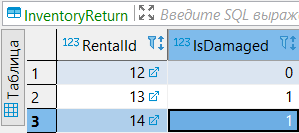 InventoryReturn Введите SQL выраж
Таблица
123 RentalId 123 IsDamaged
1 12 0
2 13 1
3 14 1